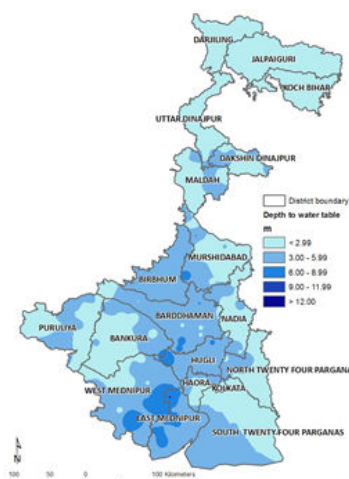 DARJILING
JALPAIGURI
KOCH BIHAR
UTTAR DINAJPUR
DAKSHIN DINAJPUR
MALDAH
District boundary
Depth to water table
m
< 2.99
3.00 - 5.99
6.00 - 8.99
9.00 - 11.99
> 12.00
MURSHIDABAD
BIRBHUM
BARDDHAMAN
NADIA
PURULIYA
BANKURA
HUGLI
NORTH TWENTY FOUR PARGANA
HAORA
KOLKATA
WEST MEDNIPUR
EAST MEDNIPUR
SOUTH TWENTY FOUR PARGANAS
N
100 50 0 100 Kilometers